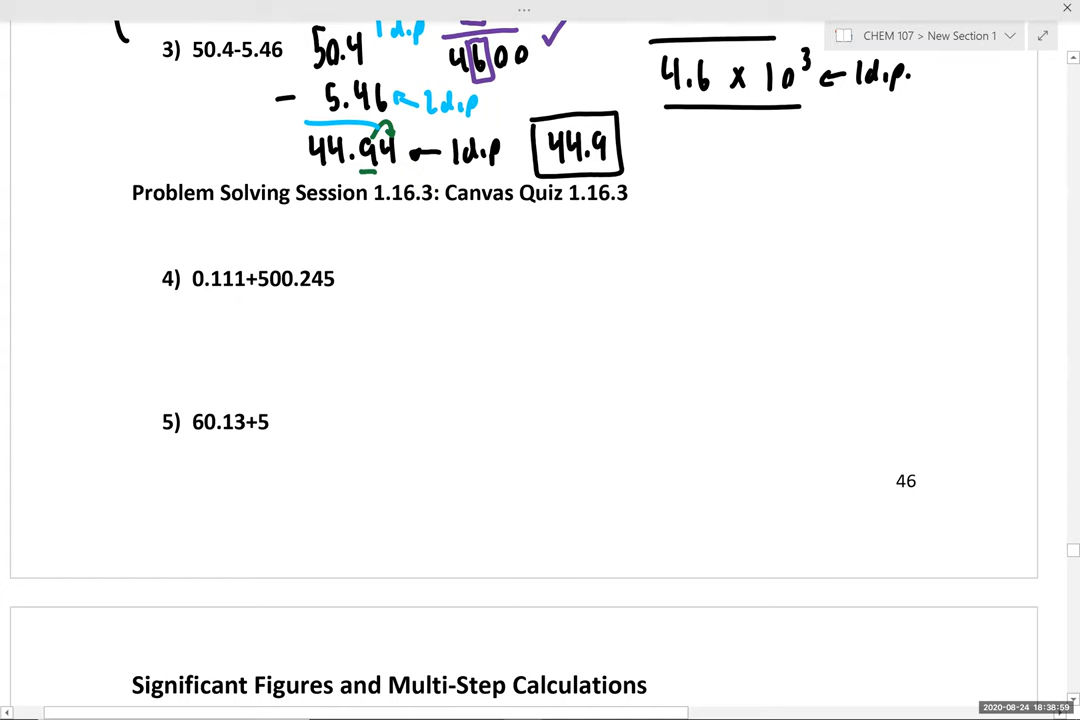 CHEM 107 > New Section 1
3) 50.4-5.46
50.4 1d.p
- 5.46 ← 2d.p
44.94 ← 1d.p 44.9
4600 ✓
4.6 x 10³ ← 1d.p.
Problem Solving Session 1.16.3: Canvas Quiz 1.16.3
4) 0.111+500.245
5) 60.13+5
46
Significant Figures and Multi-Step Calculations
2020-08-24 18:38:59